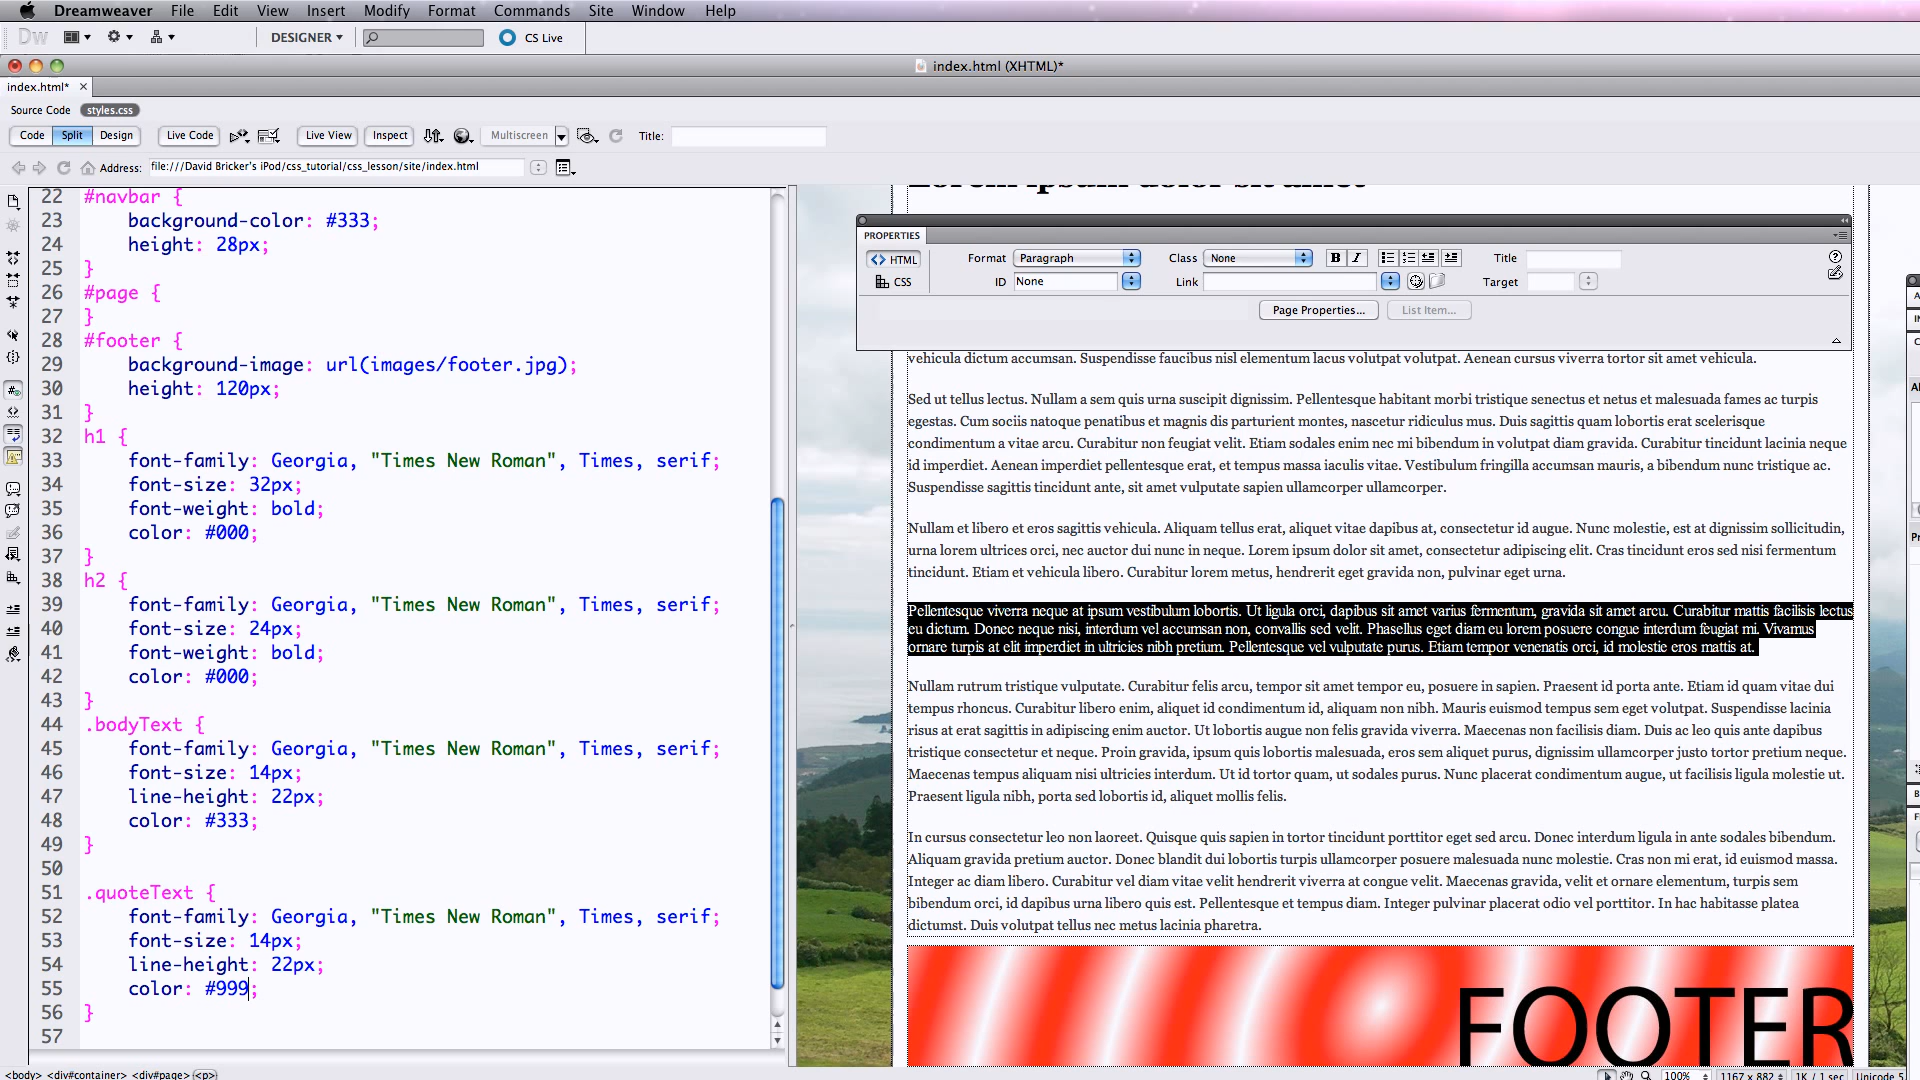 Dreamweaver File Edit View Insert Modify Format Commands Site Window Help
Dw DESIGNER CS Live
index.html (XHTML)*
index.html*
Source Code styles.css
Code Split Design Live Code Live View Inspect Multiscreen Title:
Address: file:///David Bricker's iPod/css_tutorial/css_lesson/site/index.html
22 #navbar {
23 background-color: #333;
24 height: 28px;
25 }
26 #page {
27 }
28 #footer {
29 background-image: url(images/footer.jpg);
30 height: 120px;
31 }
32 h1 {
33 font-family: Georgia, "Times New Roman", Times, serif;
34 font-size: 32px;
35 font-weight: bold;
36 color: #000;
37 }
38 h2 {
39 font-family: Georgia, "Times New Roman", Times, serif;
40 font-size: 24px;
41 font-weight: bold;
42 color: #000;
43 }
44 .bodyText {
45 font-family: Georgia, "Times New Roman", Times, serif;
46 font-size: 14px;
47 line-height: 22px;
48 color: #333;
49 }
50
51 .quoteText {
52 font-family: Georgia, "Times New Roman", Times, serif;
53 font-size: 14px;
54 line-height: 22px;
55 color: #999;
56 }
57
Lorem ipsum dolor sit amet
PROPERTIES
HTML Format Paragraph Class None B I Title
CSS ID None Link Target
Page Properties... List Item...
vehicula dictum accumsan. Suspendisse faucibus nisl elementum lacus volutpat volutpat. Aenean cursus viverra tortor sit amet vehicula.
Sed ut tellus lectus. Nullam a sem quis urna suscipit dignissim. Pellentesque habitant morbi tristique senectus et netus et malesuada fames ac turpis
egestas. Cum sociis natoque penatibus et magnis dis parturient montes, nascetur ridiculus mus. Duis sagittis quam lobortis erat scelerisque
condimentum a vitae arcu. Curabitur non feugiat velit. Etiam sodales enim nec mi bibendum in volutpat diam gravida. Curabitur tincidunt lacinia neque
id imperdiet. Aenean imperdiet pellentesque erat, et tempus massa iaculis vitae. Vestibulum fringilla accumsan mauris, a bibendum nunc tristique ac.
Suspendisse sagittis tincidunt ante, sit amet vulputate sapien ullamcorper ullamcorper.
Nullam et libero et eros sagittis vehicula. Aliquam tellus erat, aliquet vitae dapibus at, consectetur id augue. Nunc molestie, est at dignissim sollicitudin,
urna lorem ultrices orci, nec auctor dui nunc in neque. Lorem ipsum dolor sit amet, consectetur adipiscing elit. Cras tincidunt eros sed nisi fermentum
tincidunt. Etiam et vehicula libero. Curabitur lorem metus, hendrerit eget gravida non, pulvinar eget urna.
Pellentesque viverra neque at ipsum vestibulum lobortis. Ut ligula orci, dapibus sit amet varius fermentum, gravida sit amet arcu. Curabitur mattis facilisis lectus
eu dictum. Donec neque nisi, interdum vel accumsan non, convallis sed velit. Phasellus eget diam eu lorem posuere congue interdum feugiat mi. Vivamus
ornare turpis at elit imperdiet in ultricies nibh pretium. Pellentesque vel vulputate purus. Etiam tempor venenatis orci, id molestie eros mattis at.
Nullam rutrum tristique vulputate. Curabitur felis arcu, tempor sit amet tempor eu, posuere in sapien. Praesent id porta ante. Etiam id quam vitae dui
tempus rhoncus. Curabitur libero enim, aliquet id condimentum id, aliquam non nibh. Mauris euismod tempus sem eget volutpat. Suspendisse lacinia
risus at erat sagittis in adipiscing enim auctor. Ut lobortis augue non felis gravida viverra. Maecenas non facilisis diam. Duis ac leo quis ante dapibus
tristique consectetur et neque. Proin gravida, ipsum quis lobortis malesuada, eros sem aliquet purus, dignissim ullamcorper justo tortor pretium neque.
Maecenas tempus aliquam nisi ultricies interdum. Ut id tortor quam, ut sodales purus. Nunc placerat condimentum augue, ut facilisis ligula molestie ut.
Praesent ligula nibh, porta sed lobortis id, aliquet mollis felis.
In cursus consectetur leo non laoreet. Quisque quis sapien in tortor tincidunt porttitor eget sed arcu. Donec interdum ligula in ante sodales bibendum.
Aliquam gravida pretium auctor. Donec blandit dui lobortis turpis ullamcorper posuere malesuada nunc molestie. Cras non mi erat, id euismod massa.
Integer ac diam libero. Curabitur vel diam vitae velit hendrerit viverra at congue velit. Maecenas gravida, velit et ornare elementum, turpis sem
bibendum orci, id dapibus urna libero quis est. Pellentesque et tempus diam. Integer pulvinar placerat odio vel porttitor. In hac habitasse platea
dictumst. Duis volutpat tellus nec metus lacinia pharetra.
FOOTER
<body> <div#container> <div#page> <p> 100% 1167 x 882 1K / 1 sec Unicode 5